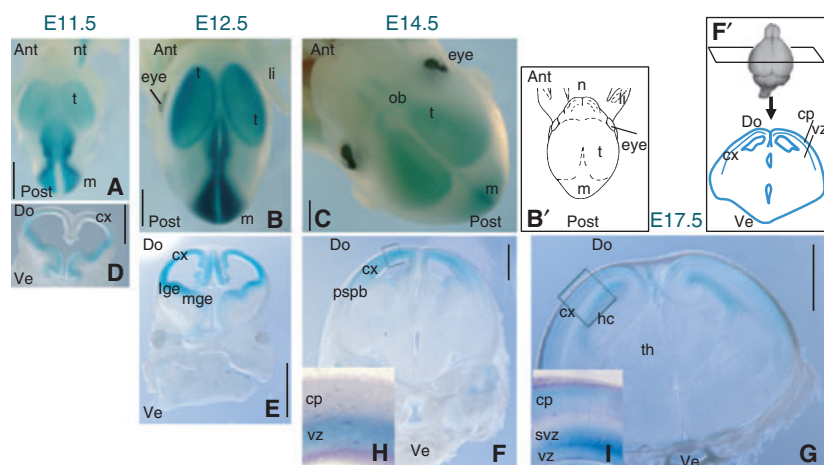 E11.5
E12.5
E14.5
Ant
nt
t
m
Post
A
Ant
eye
t
li
t
m
Post
B
Ant
eye
ob
t
m
Post
C
Ant
n
li
eye
t
m
B′
Post
F′
Do
cp
vz
cx
Ve
E17.5
Do
cx
Ve
D
Do
cx
lge
mge
Ve
E
Do
cx
pspb
Ve
F
cp
vz
H
Do
cx
hc
th
Ve
G
cp
svz
vz
I